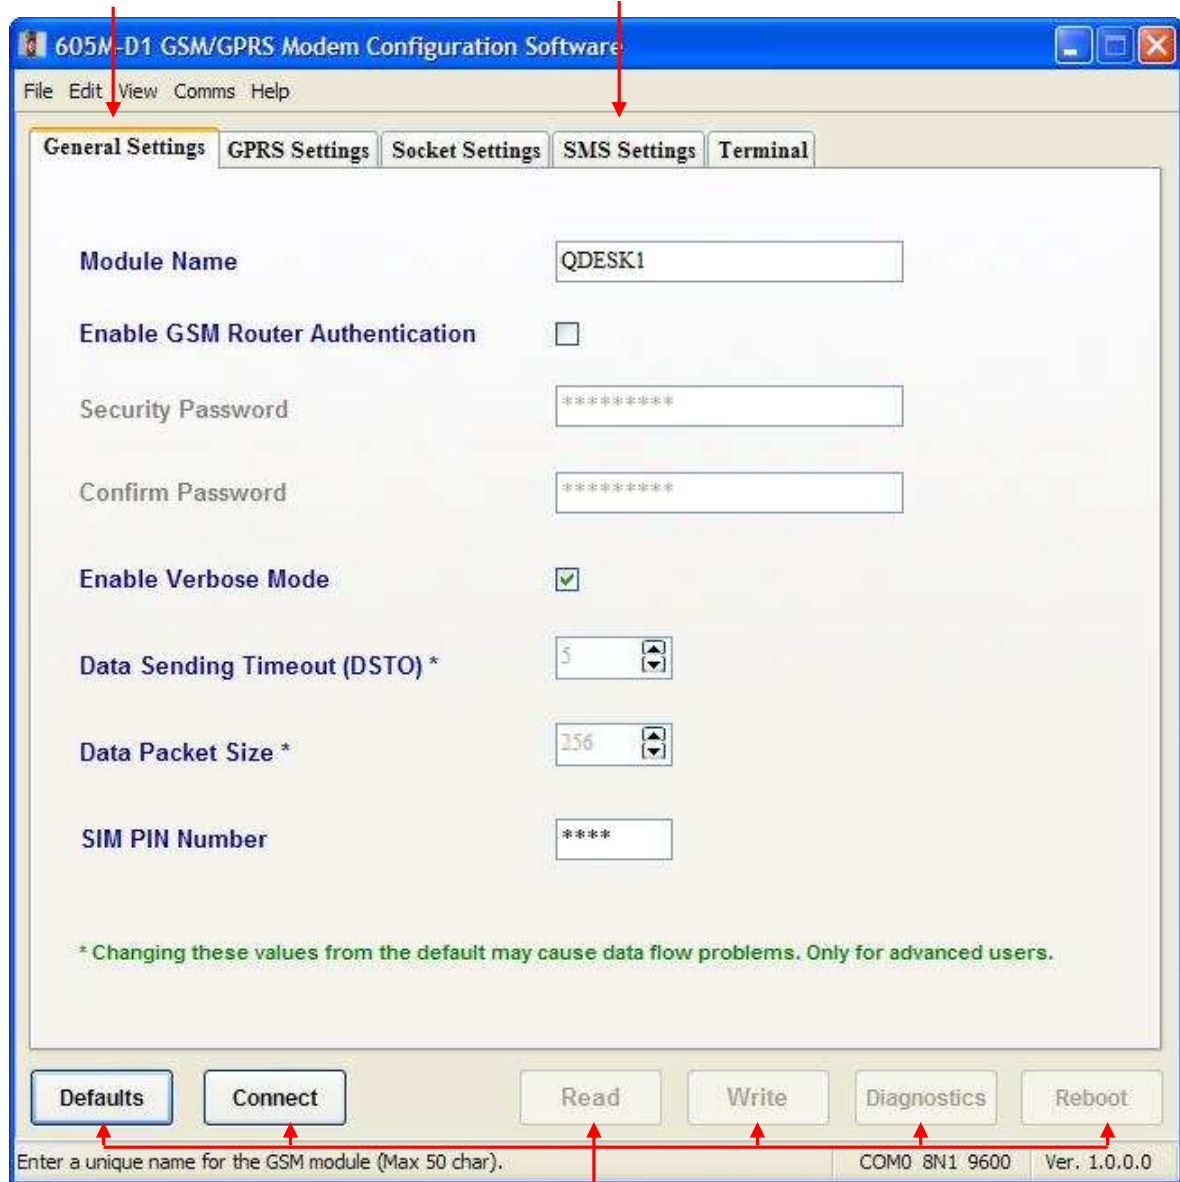 605M-D1 GSM/GPRS Modem Configuration Software
File Edit View Comms Help
General Settings GPRS Settings Socket Settings SMS Settings Terminal
Module Name QDESK1
Enable GSM Router Authentication
Security Password *********
Confirm Password *********
Enable Verbose Mode
Data Sending Timeout (DSTO) * 5
Data Packet Size * 256
SIM PIN Number ****
* Changing these values from the default may cause data flow problems. Only for advanced users.
Defaults Connect Read Write Diagnostics Reboot
Enter a unique name for the GSM module (Max 50 char). COM0 8N1 9600 Ver. 1.0.0.0